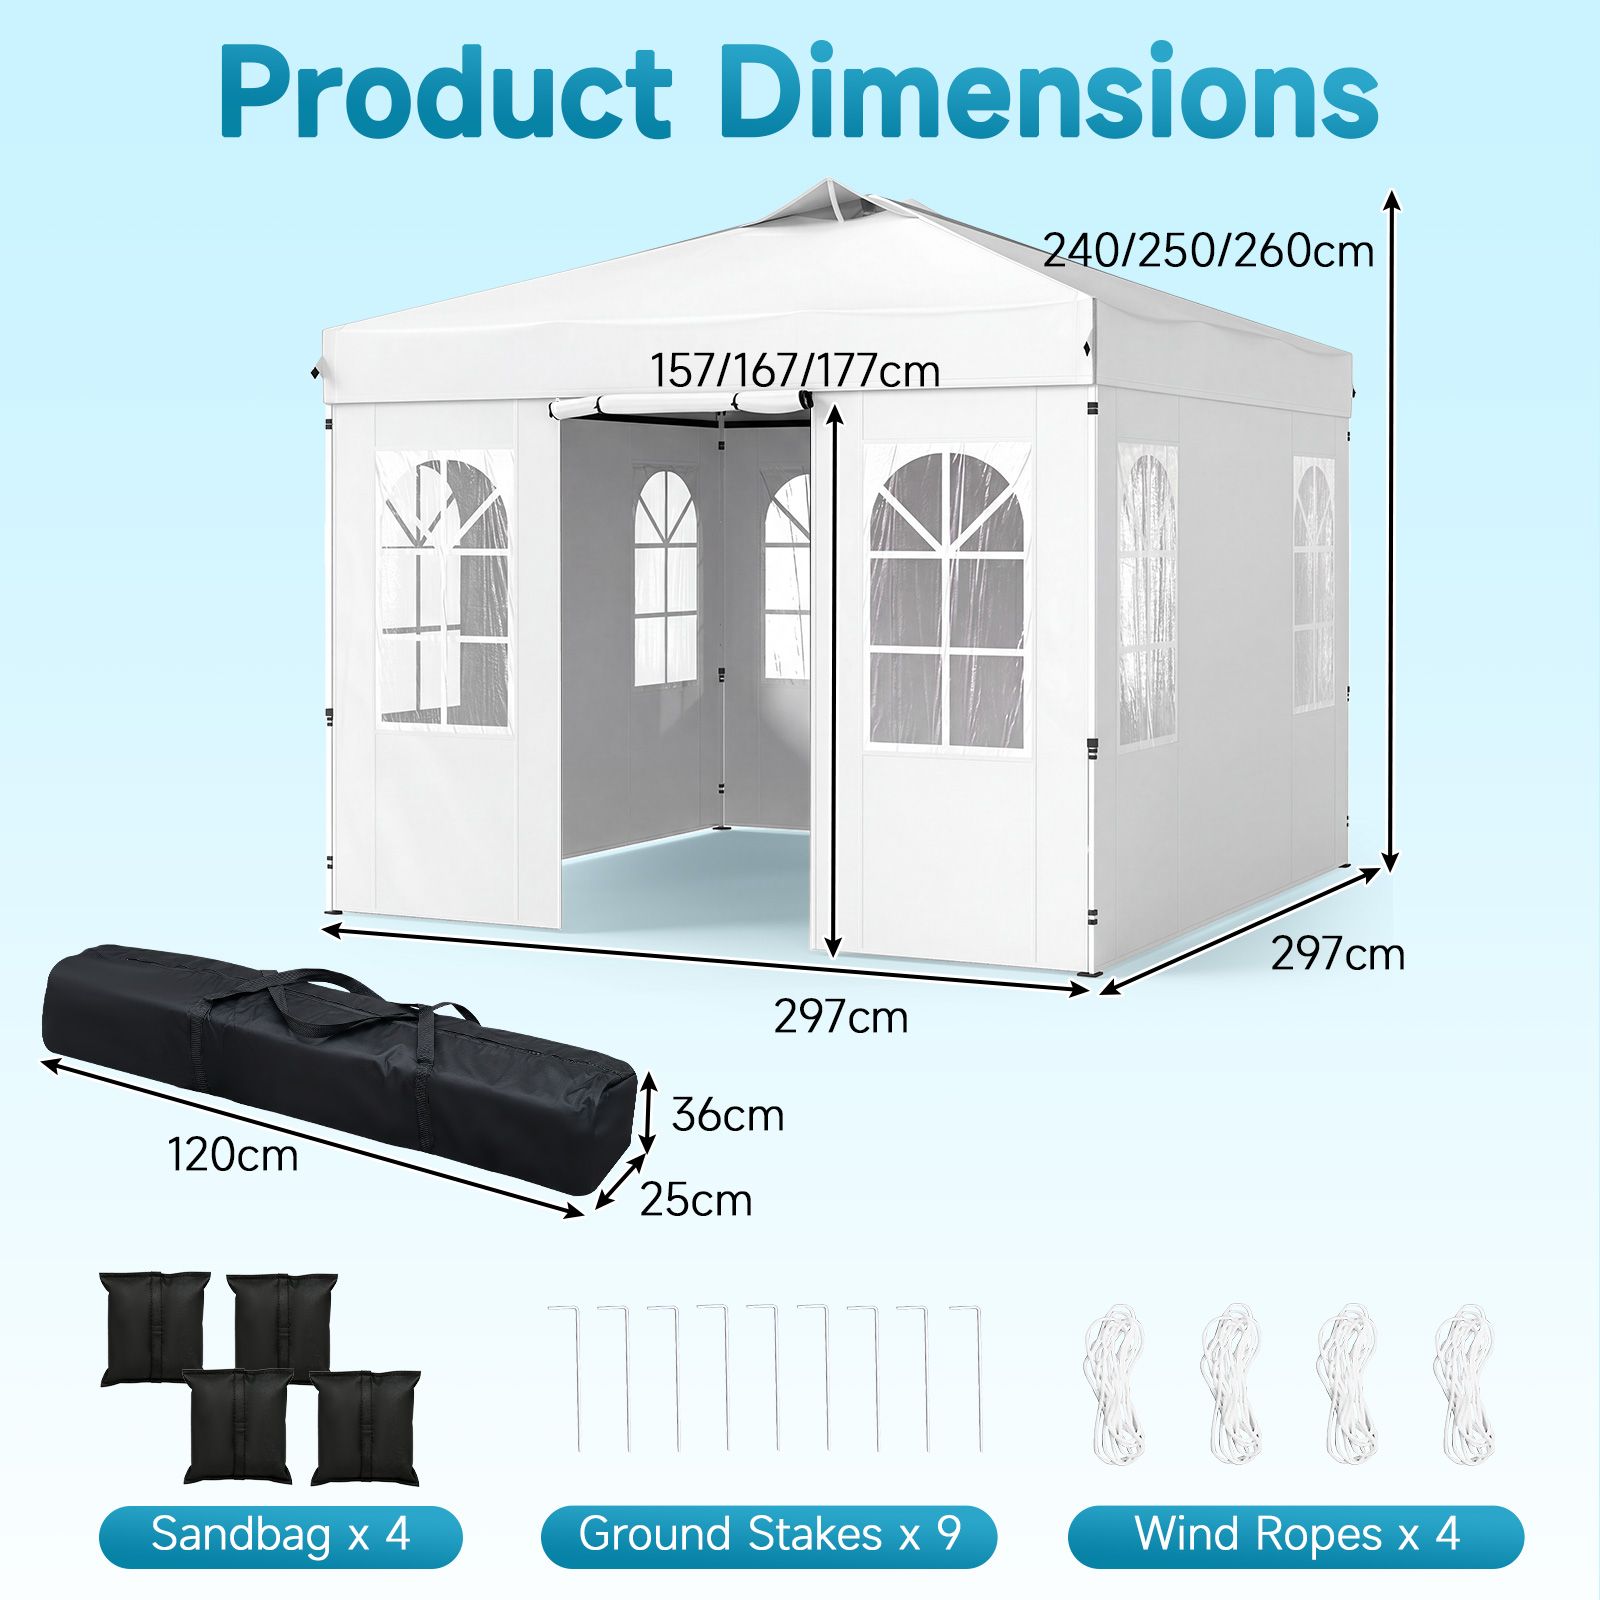 Product Dimensions
240/250/260cm
157/167/177cm
297cm
297cm
36cm
120cm
25cm
Sandbag x 4
Ground Stakes x 9
Wind Ropes x 4